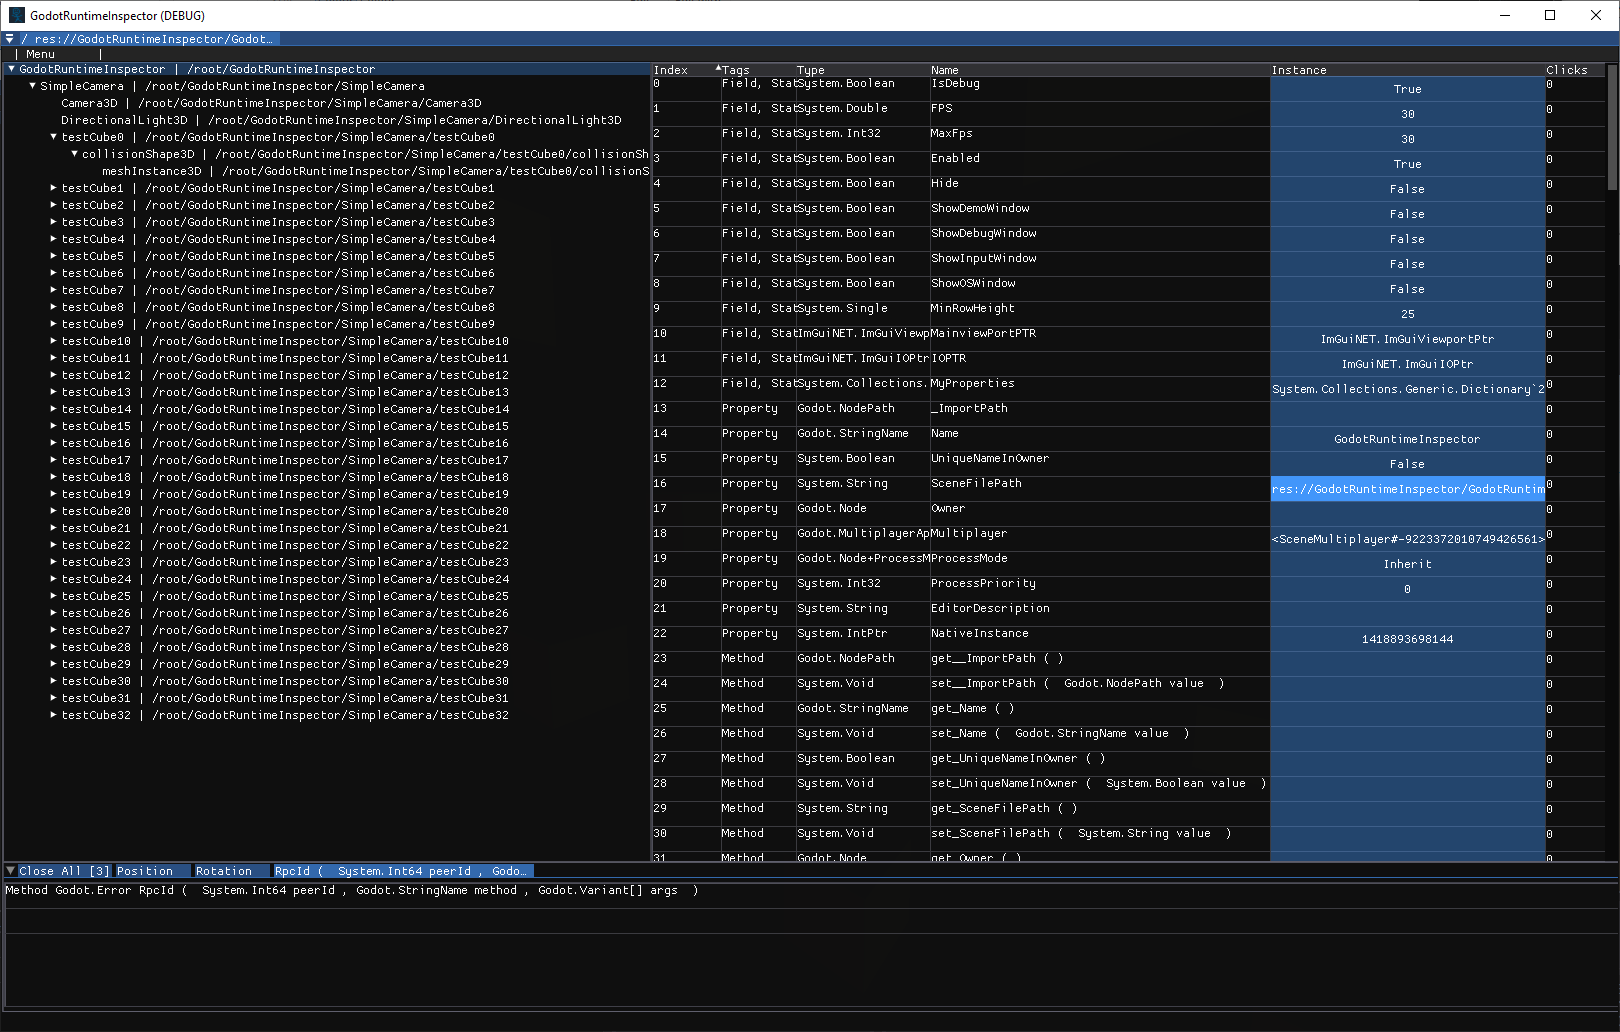 GodotRuntimeInspector (DEBUG)
/ res://GodotRuntimeInspector/Godot…
| Menu |
GodotRuntimeInspector | /root/GodotRuntimeInspector
SimpleCamera | /root/GodotRuntimeInspector/SimpleCamera
Camera3D | /root/GodotRuntimeInspector/SimpleCamera/Camera3D
DirectionalLight3D | /root/GodotRuntimeInspector/SimpleCamera/DirectionalLight3D
testCube0 | /root/GodotRuntimeInspector/SimpleCamera/testCube0
collisionShape3D | /root/GodotRuntimeInspector/SimpleCamera/testCube0/collisionSh
meshInstance3D | /root/GodotRuntimeInspector/SimpleCamera/testCube0/collisionS
testCube1 | /root/GodotRuntimeInspector/SimpleCamera/testCube1
testCube2 | /root/GodotRuntimeInspector/SimpleCamera/testCube2
testCube3 | /root/GodotRuntimeInspector/SimpleCamera/testCube3
testCube4 | /root/GodotRuntimeInspector/SimpleCamera/testCube4
testCube5 | /root/GodotRuntimeInspector/SimpleCamera/testCube5
testCube6 | /root/GodotRuntimeInspector/SimpleCamera/testCube6
testCube7 | /root/GodotRuntimeInspector/SimpleCamera/testCube7
testCube8 | /root/GodotRuntimeInspector/SimpleCamera/testCube8
testCube9 | /root/GodotRuntimeInspector/SimpleCamera/testCube9
testCube10 | /root/GodotRuntimeInspector/SimpleCamera/testCube10
testCube11 | /root/GodotRuntimeInspector/SimpleCamera/testCube11
testCube12 | /root/GodotRuntimeInspector/SimpleCamera/testCube12
testCube13 | /root/GodotRuntimeInspector/SimpleCamera/testCube13
testCube14 | /root/GodotRuntimeInspector/SimpleCamera/testCube14
testCube15 | /root/GodotRuntimeInspector/SimpleCamera/testCube15
testCube16 | /root/GodotRuntimeInspector/SimpleCamera/testCube16
testCube17 | /root/GodotRuntimeInspector/SimpleCamera/testCube17
testCube18 | /root/GodotRuntimeInspector/SimpleCamera/testCube18
testCube19 | /root/GodotRuntimeInspector/SimpleCamera/testCube19
testCube20 | /root/GodotRuntimeInspector/SimpleCamera/testCube20
testCube21 | /root/GodotRuntimeInspector/SimpleCamera/testCube21
testCube22 | /root/GodotRuntimeInspector/SimpleCamera/testCube22
testCube23 | /root/GodotRuntimeInspector/SimpleCamera/testCube23
testCube24 | /root/GodotRuntimeInspector/SimpleCamera/testCube24
testCube25 | /root/GodotRuntimeInspector/SimpleCamera/testCube25
testCube26 | /root/GodotRuntimeInspector/SimpleCamera/testCube26
testCube27 | /root/GodotRuntimeInspector/SimpleCamera/testCube27
testCube28 | /root/GodotRuntimeInspector/SimpleCamera/testCube28
testCube29 | /root/GodotRuntimeInspector/SimpleCamera/testCube29
testCube30 | /root/GodotRuntimeInspector/SimpleCamera/testCube30
testCube31 | /root/GodotRuntimeInspector/SimpleCamera/testCube31
testCube32 | /root/GodotRuntimeInspector/SimpleCamera/testCube32
Index Tags Type Name Instance Clicks
0 Field, Stat System.Boolean IsDebug True 0
1 Field, Stat System.Double FPS 30 0
2 Field, Stat System.Int32 MaxFps 30 0
3 Field, Stat System.Boolean Enabled True 0
4 Field, Stat System.Boolean Hide False 0
5 Field, Stat System.Boolean ShowDemoWindow False 0
6 Field, Stat System.Boolean ShowDebugWindow False 0
7 Field, Stat System.Boolean ShowInputWindow False 0
8 Field, Stat System.Boolean ShowOSWindow False 0
9 Field, Stat System.Single MinRowHeight 25 0
10 Field, Stat ImGuiNET.ImGuiViewp MainviewPortPTR ImGuiNET.ImGuiViewportPtr 0
11 Field, Stat ImGuiNET.ImGuiIOPtr IOPTR ImGuiNET.ImGuiIOPtr 0
12 Field, Stat System.Collections. MyProperties System.Collections.Generic.Dictionary`2 0
13 Property Godot.NodePath _ImportPath 0
14 Property Godot.StringName Name GodotRuntimeInspector 0
15 Property System.Boolean UniqueNameInOwner False 0
16 Property System.String SceneFilePath res://GodotRuntimeInspector/GodotRuntim 0
17 Property Godot.Node Owner 0
18 Property Godot.MultiplayerAp Multiplayer <SceneMultiplayer#-9223372010749426561> 0
19 Property Godot.Node+ProcessM ProcessMode Inherit 0
20 Property System.Int32 ProcessPriority 0 0
21 Property System.String EditorDescription 0
22 Property System.IntPtr NativeInstance 1418893698144 0
23 Method Godot.NodePath get__ImportPath ( ) 0
24 Method System.Void set__ImportPath ( Godot.NodePath value ) 0
25 Method Godot.StringName get_Name ( ) 0
26 Method System.Void set_Name ( Godot.StringName value ) 0
27 Method System.Boolean get_UniqueNameInOwner ( ) 0
28 Method System.Void set_UniqueNameInOwner ( System.Boolean value ) 0
29 Method System.String get_SceneFilePath ( ) 0
30 Method System.Void set_SceneFilePath ( System.String value ) 0
31 Method Godot.Node get_Owner ( ) 0
Close All [3] Position Rotation RpcId ( System.Int64 peerId , Godo…
Method Godot.Error RpcId ( System.Int64 peerId , Godot.StringName method , Godot.Variant[] args )